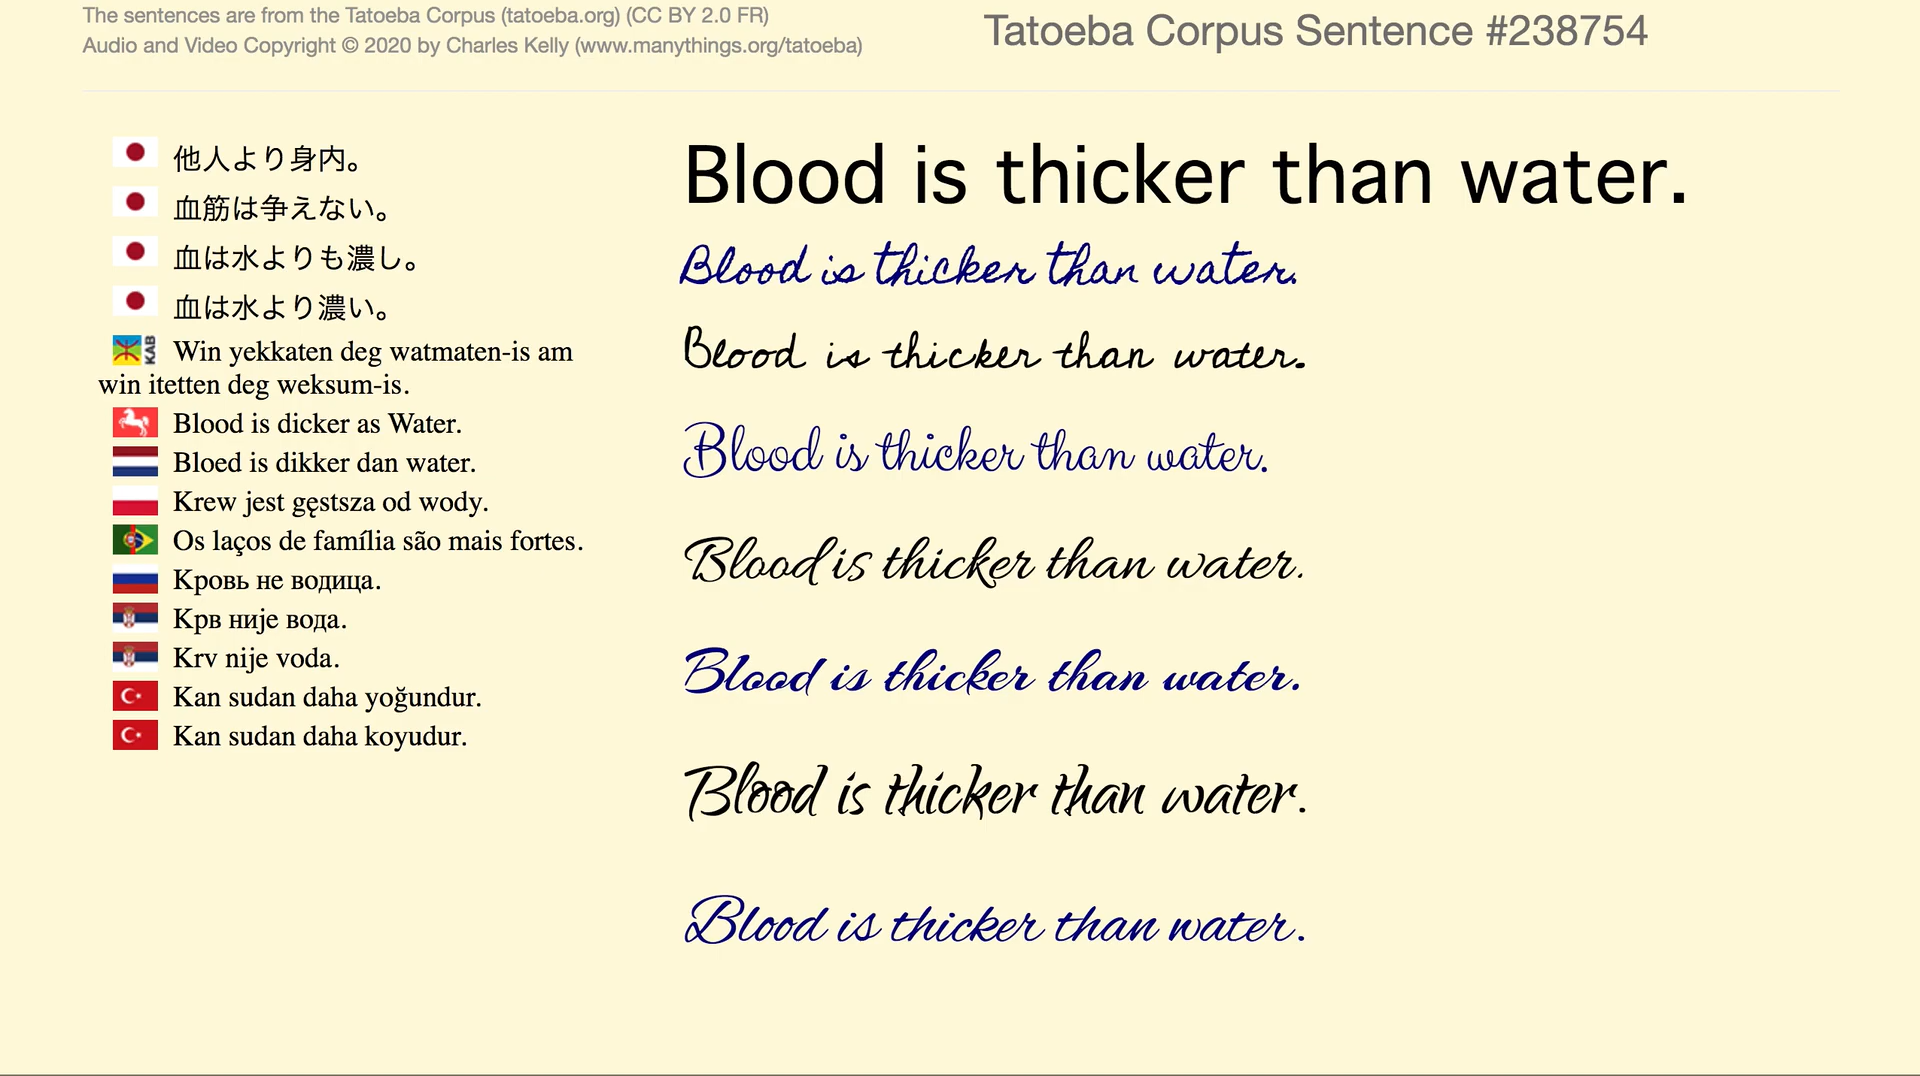 The sentences are from the Tatoeba Corpus (tatoeba.org) (CC BY 2.0 FR)
Audio and Video Copyright © 2020 by Charles Kelly (www.manythings.org/tatoeba)
Tatoeba Corpus Sentence #238754
他人より身内。
血筋は争えない。
血は水よりも濃し。
血は水より濃い。
KAB Win yekkaten deg watmaten-is am
win itetten deg weksum-is.
Blood is dicker as Water.
Bloed is dikker dan water.
Krew jest gęstsza od wody.
Os laços de família são mais fortes.
Кровь не водица.
Крв није вода.
Krv nije voda.
Kan sudan daha yoğundur.
Kan sudan daha koyudur.
Blood is thicker than water.
Blood is thicker than water.
Blood is thicker than water.
Blood is thicker than water.
Blood is thicker than water.
Blood is thicker than water.
Blood is thicker than water.
Blood is thicker than water.